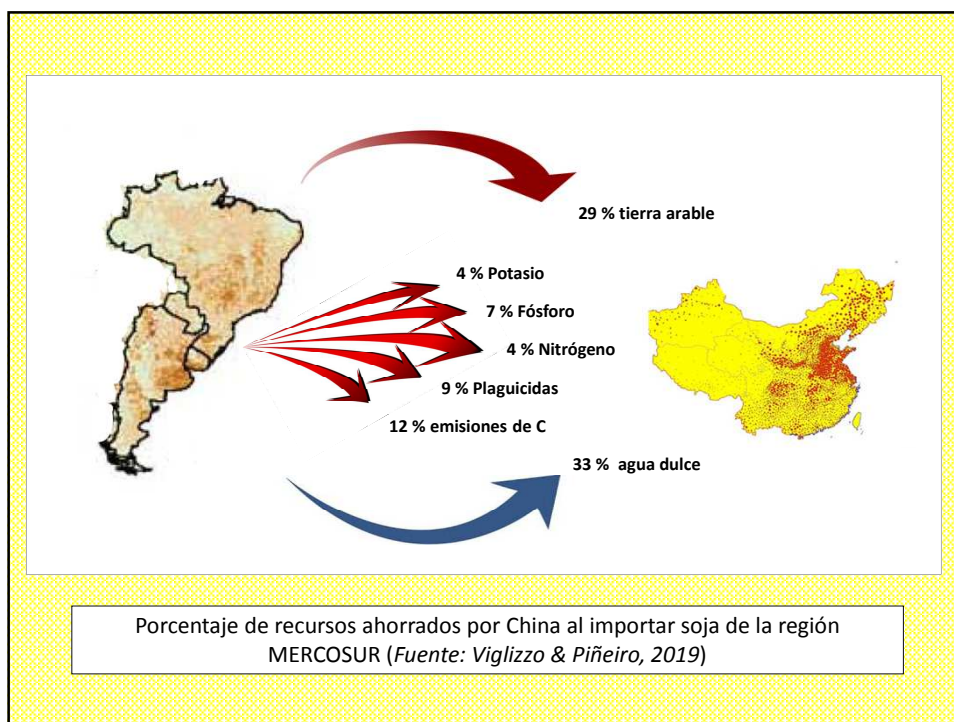 29 % tierra arable
4 % Potasio
7 % Fósforo
4 % Nitrógeno
9 % Plaguicidas
12 % emisiones de C
33 % agua dulce
Porcentaje de recursos ahorrados por China al importar soja de la región
MERCOSUR (Fuente: Viglizzo & Piñeiro, 2019)